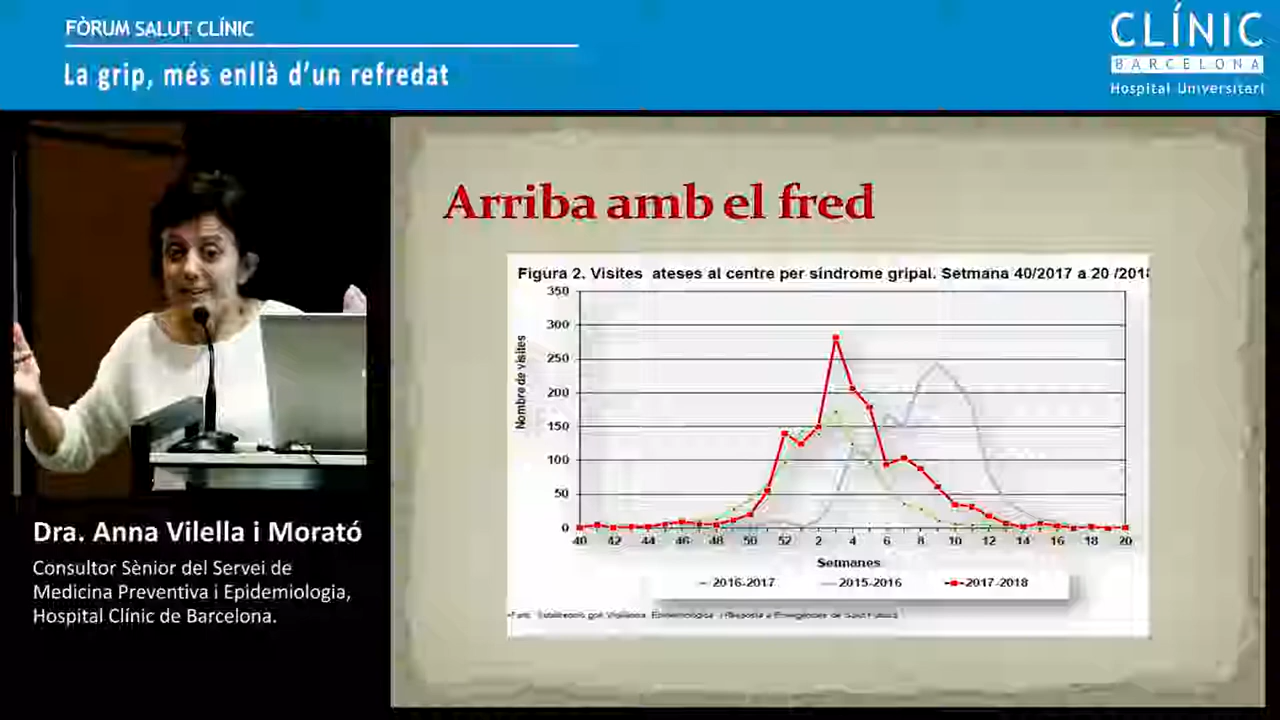 FÒRUM SALUT CLÍNIC
La grip, més enllà d'un refredat
CLÍNIC
BARCELONA
Hospital Universitari
Arriba amb el fred
Figura 2. Visites ateses al centre per síndrome gripal. Setmana 40/2017 a 20 /2018
350
300
250
200
150
100
50
0
Nombre de visites
40 42 44 46 48 50 52 2 4 6 8 10 12 14 16 18 20
Setmanes
2016-2017 2015-2016 2017-2018
Dra. Anna Vilella i Morató
Consultor Sènior del Servei de
Medicina Preventiva i Epidemiologia,
Hospital Clínic de Barcelona.